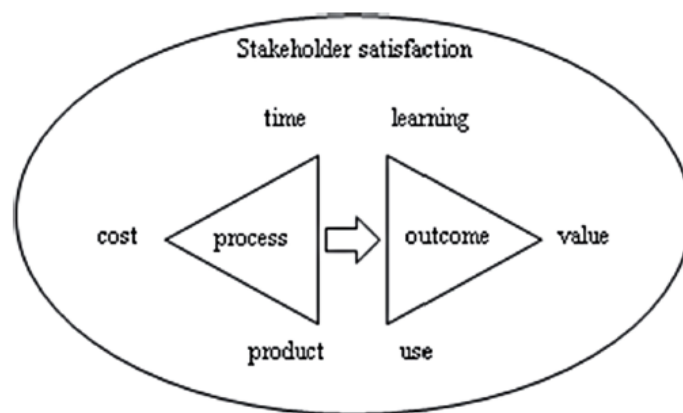 Stakeholder satisfaction
time learning
cost process outcome value
product use